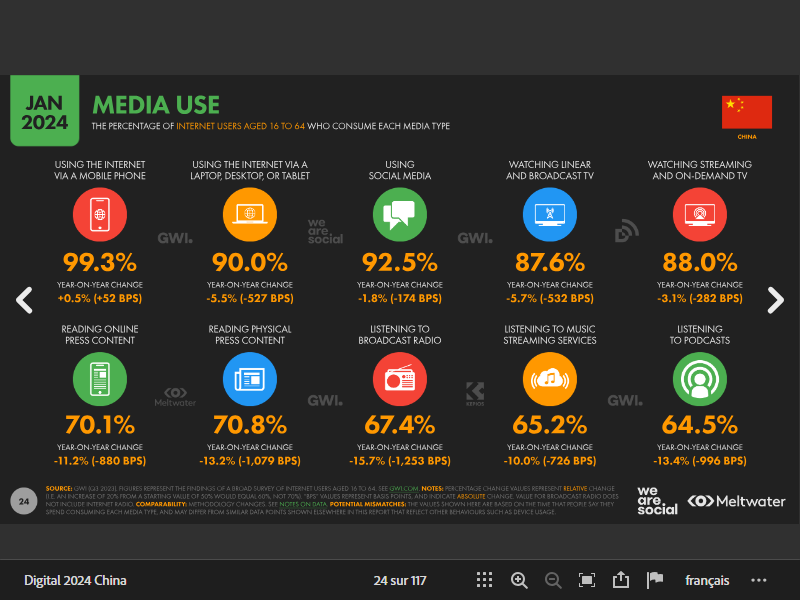 JAN
2024
MEDIA USE
THE PERCENTAGE OF INTERNET USERS AGED 16 TO 64 WHO CONSUME EACH MEDIA TYPE
CHINA
USING THE INTERNET
VIA A MOBILE PHONE
USING THE INTERNET VIA A
LAPTOP, DESKTOP, OR TABLET
USING
SOCIAL MEDIA
WATCHING LINEAR
AND BROADCAST TV
WATCHING STREAMING
AND ON-DEMAND TV
GWI.
we
are.
social
GWI.
99.3%
90.0%
92.5%
87.6%
88.0%
YEAR-ON-YEAR CHANGE
YEAR-ON-YEAR CHANGE
YEAR-ON-YEAR CHANGE
YEAR-ON-YEAR CHANGE
YEAR-ON-YEAR CHANGE
+0.5% (+52 BPS)
-5.5% (-527 BPS)
-1.8% (-174 BPS)
-5.7% (-532 BPS)
-3.1% (-282 BPS)
READING ONLINE
PRESS CONTENT
READING PHYSICAL
PRESS CONTENT
LISTENING TO
BROADCAST RADIO
LISTENING TO MUSIC
STREAMING SERVICES
LISTENING
TO PODCASTS
Meltwater
GWI.
KEPIOS
GWI.
70.1%
70.8%
67.4%
65.2%
64.5%
YEAR-ON-YEAR CHANGE
YEAR-ON-YEAR CHANGE
YEAR-ON-YEAR CHANGE
YEAR-ON-YEAR CHANGE
YEAR-ON-YEAR CHANGE
-11.2% (-880 BPS)
-13.2% (-1,079 BPS)
-15.7% (-1,253 BPS)
-10.0% (-726 BPS)
-13.4% (-996 BPS)
24
SOURCE: GWI (Q3 2023). FIGURES REPRESENT THE FINDINGS OF A BROAD SURVEY OF INTERNET USERS AGED 16 TO 64. SEE GWI.COM. NOTES: PERCENTAGE CHANGE VALUES REPRESENT RELATIVE CHANGE
(I.E. AN INCREASE OF 20% FROM A STARTING VALUE OF 50% WOULD EQUAL 60%, NOT 70%). "BPS" VALUES REPRESENT BASIS POINTS, AND INDICATE ABSOLUTE CHANGE. VALUE FOR BROADCAST RADIO DOES
NOT INCLUDE INTERNET RADIO. COMPARABILITY: METHODOLOGY CHANGES. SEE NOTES ON DATA. POTENTIAL MISMATCHES: THE VALUES SHOWN HERE ARE BASED ON THE TIME THAT PEOPLE SAY THEY
SPEND CONSUMING EACH MEDIA TYPE, AND MAY DIFFER FROM SIMILAR DATA POINTS SHOWN ELSEWHERE IN THIS REPORT THAT REFLECT OTHER BEHAVIOURS SUCH AS DEVICE USAGE.
we
are.
social
Meltwater
Digital 2024 China
24 sur 117
français